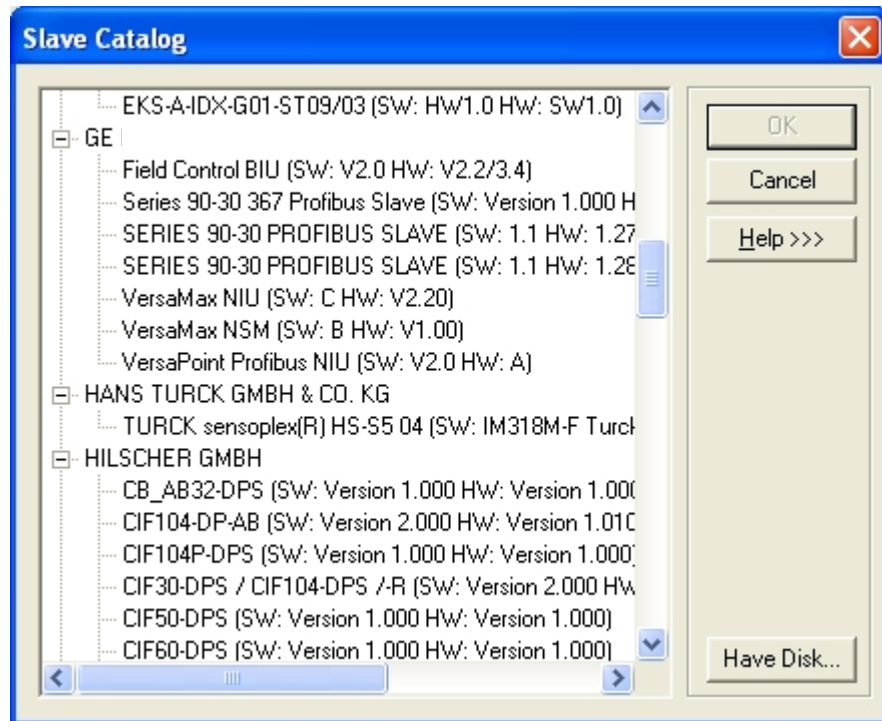 Slave Catalog
EKS-A-IDX-G01-ST09/03 (SW: HW1.0 HW: SW1.0)
GE
Field Control BIU (SW: V2.0 HW: V2.2/3.4)
Series 90-30 367 Profibus Slave (SW: Version 1.000 H
SERIES 90-30 PROFIBUS SLAVE (SW: 1.1 HW: 1.27
SERIES 90-30 PROFIBUS SLAVE (SW: 1.1 HW: 1.28
VersaMax NIU (SW: C HW: V2.20)
VersaMax NSM (SW: B HW: V1.00)
VersaPoint Profibus NIU (SW: V2.0 HW: A)
HANS TURCK GMBH & CO. KG
TURCK sensoplex(R) HS-S5 04 (SW: IM318M-F Turck
HILSCHER GMBH
CB_AB32-DPS (SW: Version 1.000 HW: Version 1.000
CIF104-DP-AB (SW: Version 2.000 HW: Version 1.010
CIF104P-DPS (SW: Version 1.000 HW: Version 1.000)
CIF30-DPS / CIF104-DPS /-R (SW: Version 2.000 HW
CIF50-DPS (SW: Version 1.000 HW: Version 1.000)
CIF60-DPS (SW: Version 1.000 HW: Version 1.000)
OK
Cancel
Help >>>
Have Disk...